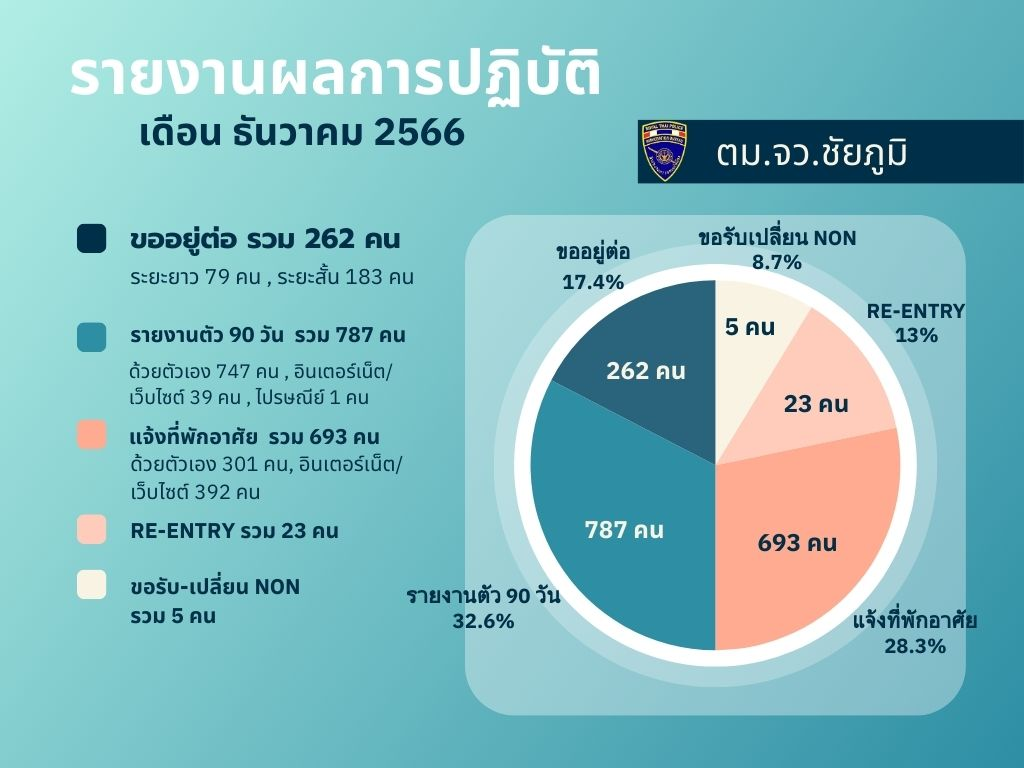 รายงานผลการปฏิบัติ
เดือน ธันวาคม 2566
ROYAL THAI POLICE
ตม.จว.ชัยภูมิ
ขออยู่ต่อ รวม 262 คน
ระยะยาว 79 คน , ระยะสั้น 183 คน
รายงานตัว 90 วัน รวม 787 คน
ด้วยตัวเอง 747 คน , อินเตอร์เน็ต/
เว็บไซต์ 39 คน , ไปรษณีย์ 1 คน
แจ้งที่พักอาศัย รวม 693 คน
ด้วยตัวเอง 301 คน, อินเตอร์เน็ต/
เว็บไซต์ 392 คน
RE-ENTRY รวม 23 คน
ขอรับ-เปลี่ยน NON
รวม 5 คน
ขออยู่ต่อ
17.4%
ขอรับเปลี่ยน NON
8.7%
RE-ENTRY
13%
5 คน
262 คน
23 คน
787 คน
693 คน
รายงานตัว 90 วัน
32.6%
แจ้งที่พักอาศัย
28.3%